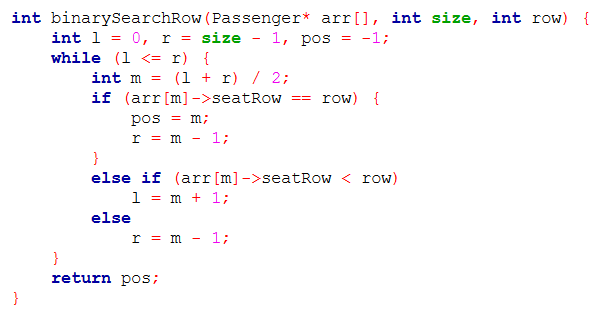 int binarySearchRow(Passenger* arr[], int size, int row) {
    int l = 0, r = size - 1, pos = -1;
    while (l <= r) {
        int m = (l + r) / 2;
        if (arr[m]->seatRow == row) {
            pos = m;
            r = m - 1;
        }
        else if (arr[m]->seatRow < row)
            l = m + 1;
        else
            r = m - 1;
    }
    return pos;
}